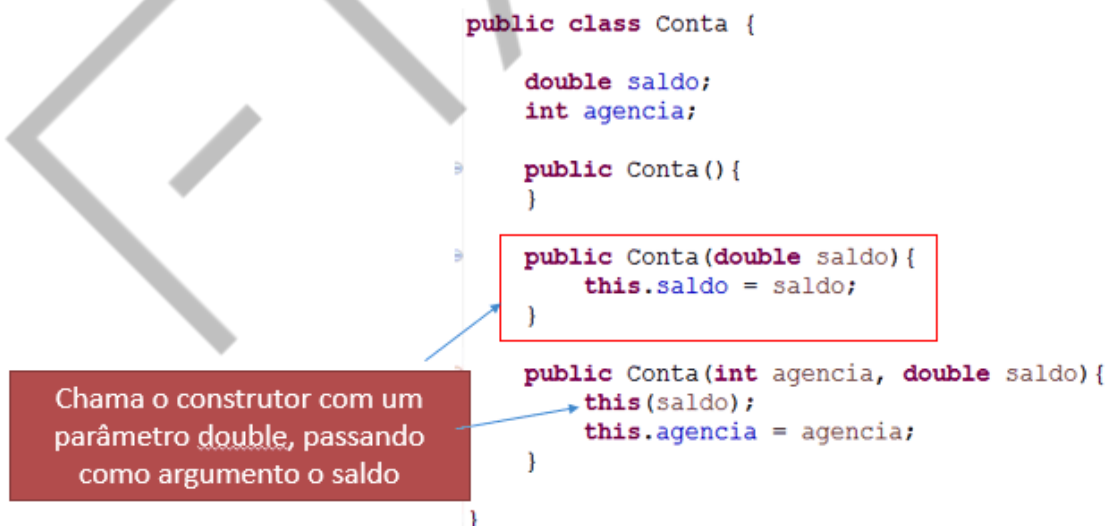 public class Conta {
double saldo;
int agencia;
public Conta(){
}
public Conta(double saldo){
this.saldo = saldo;
}
public Conta(int agencia, double saldo){
this(saldo);
this.agencia = agencia;
}
}
Chama o construtor com um
parâmetro double, passando
como argumento o saldo